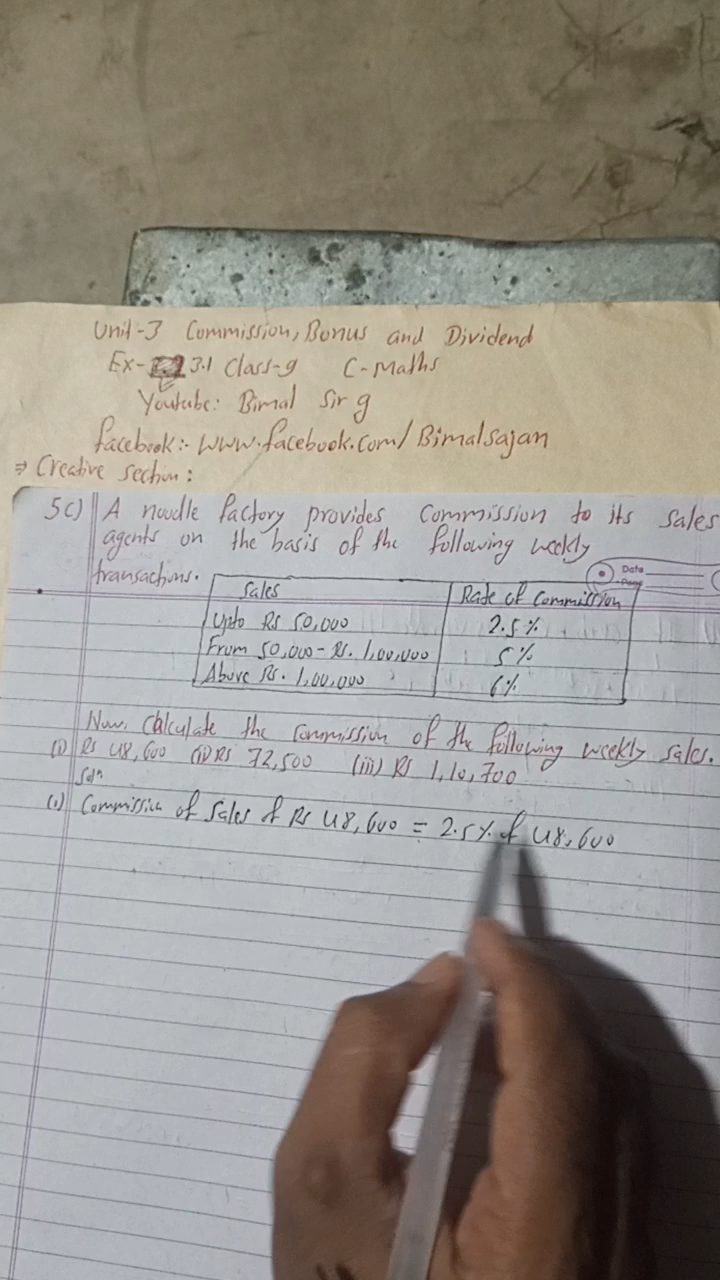 Unit-3 Commission, Bonus and Dividend
Ex- 3.1 Class-9 C-Maths
Youtube: Bimal Sir g
facebook:- www.facebook.com/Bimalsajan
⇒ Creative section:
5c) A noodle factory provides commission to its sales
agents on the basis of the following weekly
transactions.
Date
Page
Sales Rate of Commission
Upto Rs 50,000 2.5%
From 50,000 - Rs. 1,00,000 5%
Above Rs. 1,00,000 6%
Now, Calculate the Commission of the following weekly sales.
(i) Rs 48,600 (ii) Rs 72,500 (iii) Rs 1,10,700
Solⁿ
(i) Commission of Sales of Rs 48,600 = 2.5% of 48,600